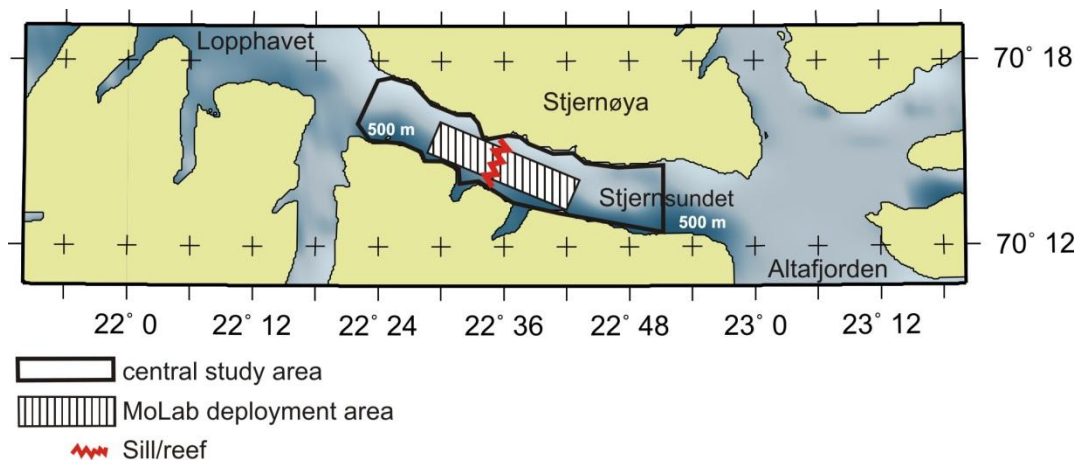 Lopphavet
70° 18
Stjernøya
500 m
Stjernsundet
500 m
70° 12
Altafjorden
22° 0
22° 12
22° 24
22° 36
22° 48
23° 0
23° 12
central study area
MoLab deployment area
Sill/reef